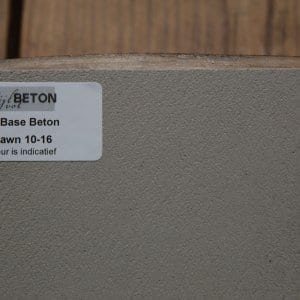 BETON
Base Beton
awn 10-16
ur is indicatief